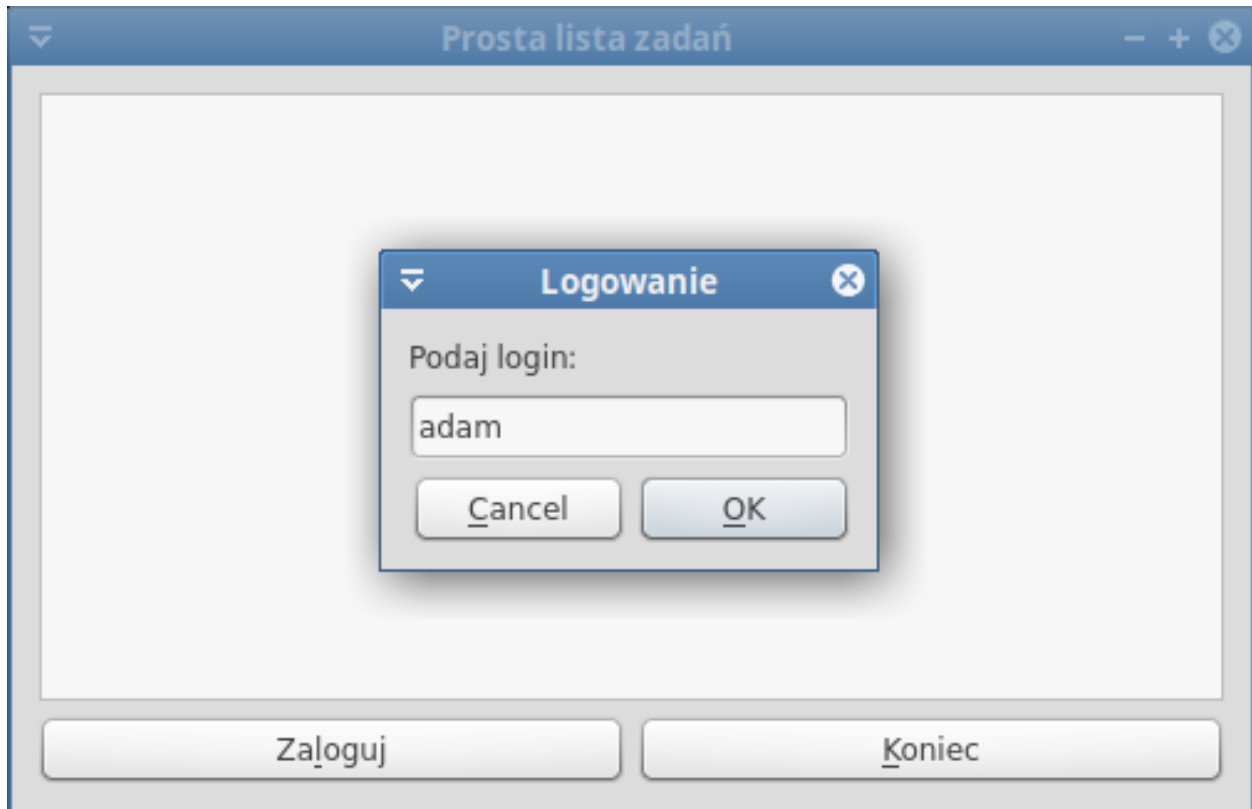 Prosta lista zadań
Logowanie
Podaj login:
adam
Cancel OK
Zaloguj Koniec